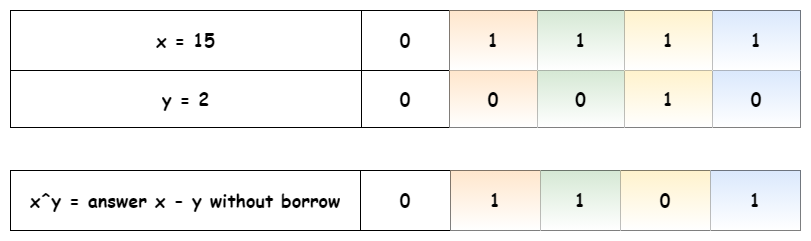 x = 15 0 1 1 1 1
y = 2 0 0 0 1 0
x^y = answer x - y without borrow 0 1 1 0 1